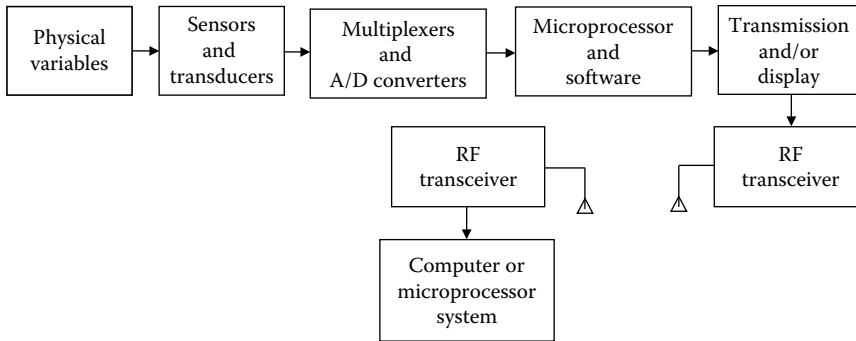 Physical
variables
Sensors
and
transducers
Multiplexers
and
A/D converters
Microprocessor
and
software
Transmission
and/or
display
RF
transceiver
RF
transceiver
Computer or
microprocessor
system